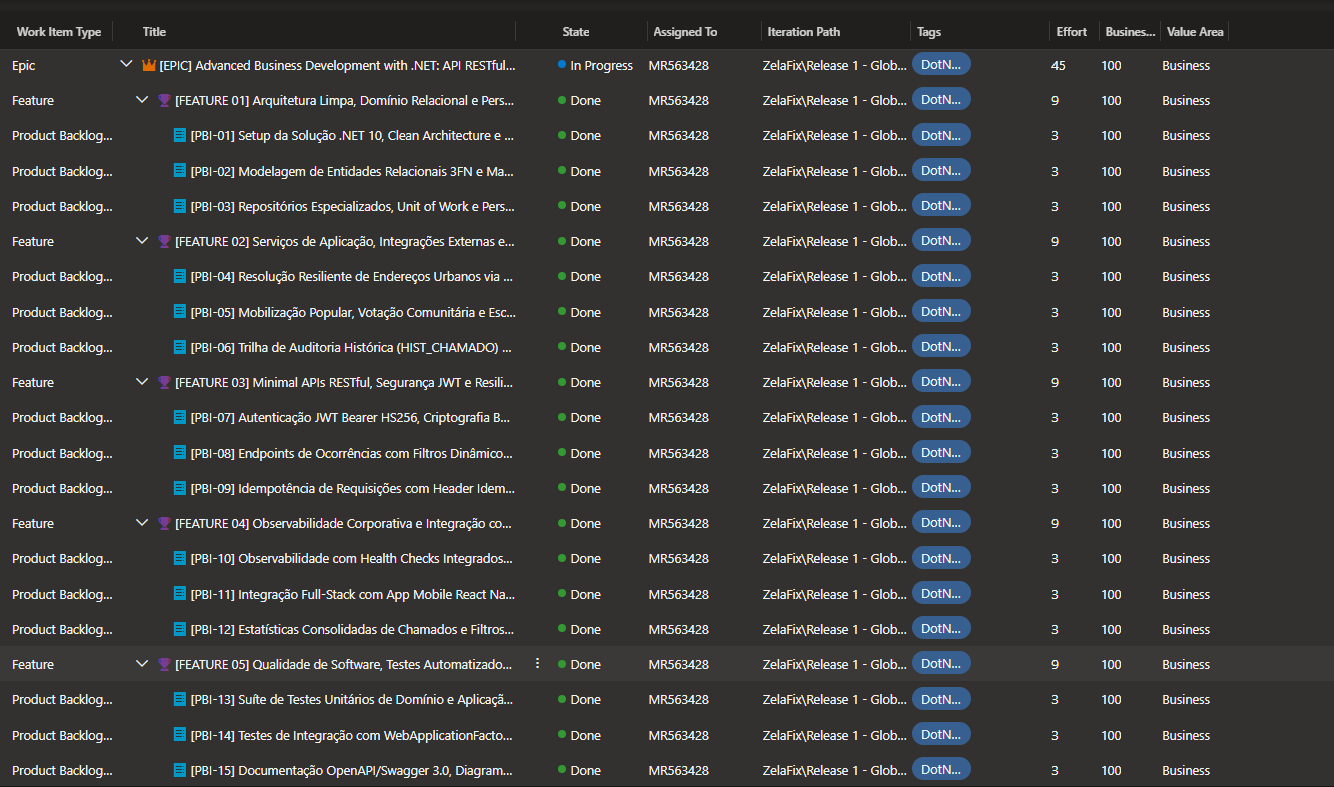 Work Item Type Title State Assigned To Iteration Path Tags Effort Busines... Value Area
Epic [EPIC] Advanced Business Development with .NET: API RESTful... In Progress MR563428 ZelaFix\Release 1 - Glob... DotN... 45 100 Business
Feature [FEATURE 01] Arquitetura Limpa, Domínio Relacional e Pers... Done MR563428 ZelaFix\Release 1 - Glob... DotN... 9 100 Business
Product Backlog... [PBI-01] Setup da Solução .NET 10, Clean Architecture e ... Done MR563428 ZelaFix\Release 1 - Glob... DotN... 3 100 Business
Product Backlog... [PBI-02] Modelagem de Entidades Relacionais 3FN e Ma... Done MR563428 ZelaFix\Release 1 - Glob... DotN... 3 100 Business
Product Backlog... [PBI-03] Repositórios Especializados, Unit of Work e Pers... Done MR563428 ZelaFix\Release 1 - Glob... DotN... 3 100 Business
Feature [FEATURE 02] Serviços de Aplicação, Integrações Externas e... Done MR563428 ZelaFix\Release 1 - Glob... DotN... 9 100 Business
Product Backlog... [PBI-04] Resolução Resiliente de Endereços Urbanos via ... Done MR563428 ZelaFix\Release 1 - Glob... DotN... 3 100 Business
Product Backlog... [PBI-05] Mobilização Popular, Votação Comunitária e Esc... Done MR563428 ZelaFix\Release 1 - Glob... DotN... 3 100 Business
Product Backlog... [PBI-06] Trilha de Auditoria Histórica (HIST_CHAMADO) ... Done MR563428 ZelaFix\Release 1 - Glob... DotN... 3 100 Business
Feature [FEATURE 03] Minimal APIs RESTful, Segurança JWT e Resili... Done MR563428 ZelaFix\Release 1 - Glob... DotN... 9 100 Business
Product Backlog... [PBI-07] Autenticação JWT Bearer HS256, Criptografia B... Done MR563428 ZelaFix\Release 1 - Glob... DotN... 3 100 Business
Product Backlog... [PBI-08] Endpoints de Ocorrências com Filtros Dinâmico... Done MR563428 ZelaFix\Release 1 - Glob... DotN... 3 100 Business
Product Backlog... [PBI-09] Idempotência de Requisições com Header Idem... Done MR563428 ZelaFix\Release 1 - Glob... DotN... 3 100 Business
Feature [FEATURE 04] Observabilidade Corporativa e Integração co... Done MR563428 ZelaFix\Release 1 - Glob... DotN... 9 100 Business
Product Backlog... [PBI-10] Observabilidade com Health Checks Integrados... Done MR563428 ZelaFix\Release 1 - Glob... DotN... 3 100 Business
Product Backlog... [PBI-11] Integração Full-Stack com App Mobile React Na... Done MR563428 ZelaFix\Release 1 - Glob... DotN... 3 100 Business
Product Backlog... [PBI-12] Estatísticas Consolidadas de Chamados e Filtros... Done MR563428 ZelaFix\Release 1 - Glob... DotN... 3 100 Business
Feature [FEATURE 05] Qualidade de Software, Testes Automatizado... Done MR563428 ZelaFix\Release 1 - Glob... DotN... 9 100 Business
Product Backlog... [PBI-13] Suíte de Testes Unitários de Domínio e Aplicaçã... Done MR563428 ZelaFix\Release 1 - Glob... DotN... 3 100 Business
Product Backlog... [PBI-14] Testes de Integração com WebApplicationFacto... Done MR563428 ZelaFix\Release 1 - Glob... DotN... 3 100 Business
Product Backlog... [PBI-15] Documentação OpenAPI/Swagger 3.0, Diagram... Done MR563428 ZelaFix\Release 1 - Glob... DotN... 3 100 Business